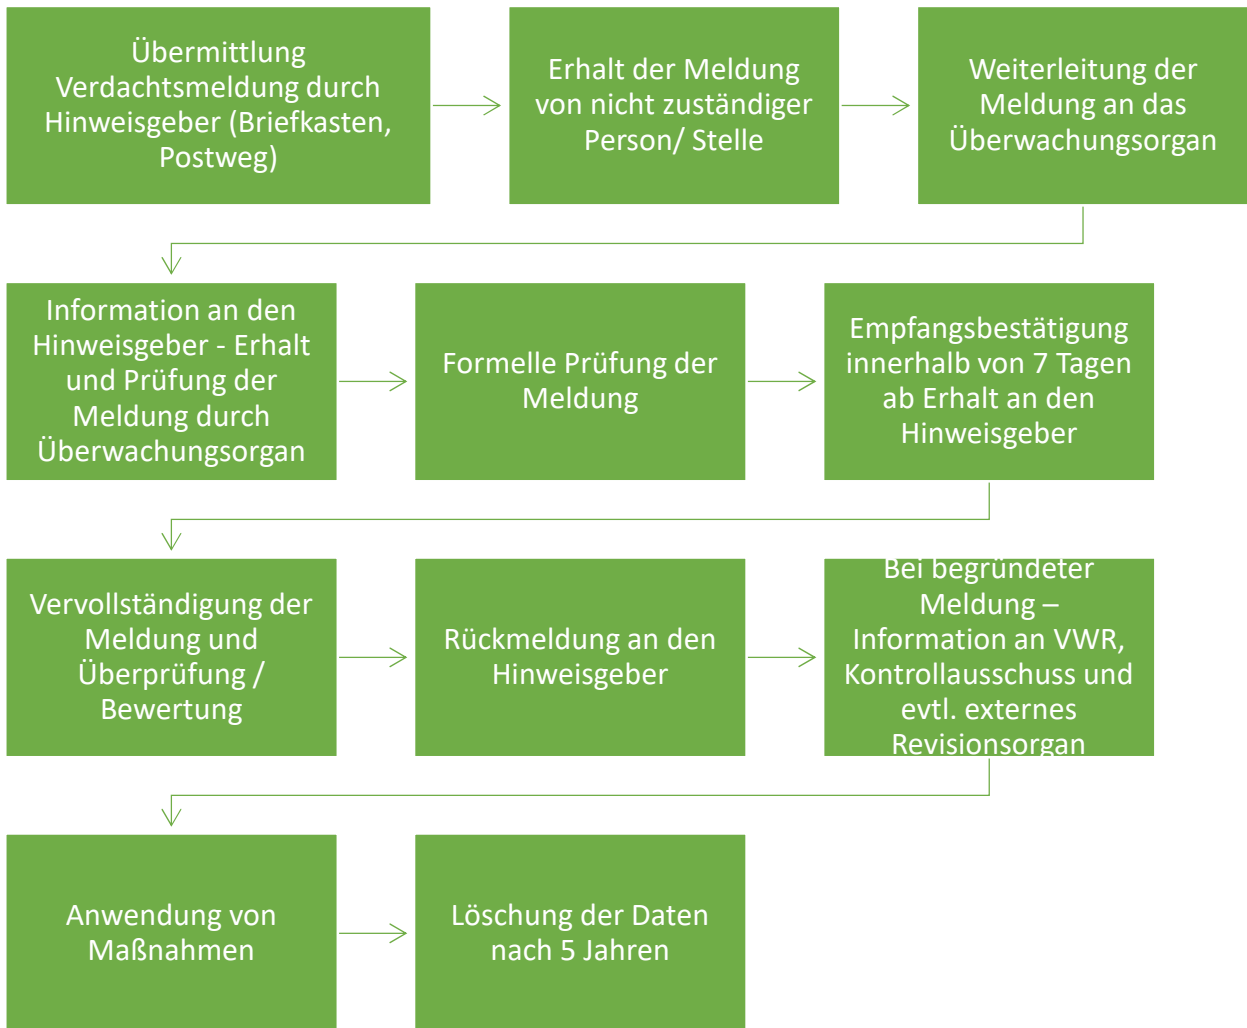 Übermittlung
Verdachtsmeldung durch
Hinweisgeber (Briefkasten,
Postweg)
Erhalt der Meldung
von nicht zuständiger
Person/ Stelle
Weiterleitung der
Meldung an das
Überwachungsorgan
Information an den
Hinweisgeber - Erhalt
und Prüfung der
Meldung durch
Überwachungsorgan
Formelle Prüfung der
Meldung
Empfangsbestätigung
innerhalb von 7 Tagen
ab Erhalt an den
Hinweisgeber
Vervollständigung der
Meldung und
Überprüfung /
Bewertung
Rückmeldung an den
Hinweisgeber
Bei begründeter
Meldung –
Information an VWR,
Kontrollausschuss und
evtl. externes
Revisionsorgan
Anwendung von
Maßnahmen
Löschung der Daten
nach 5 Jahren